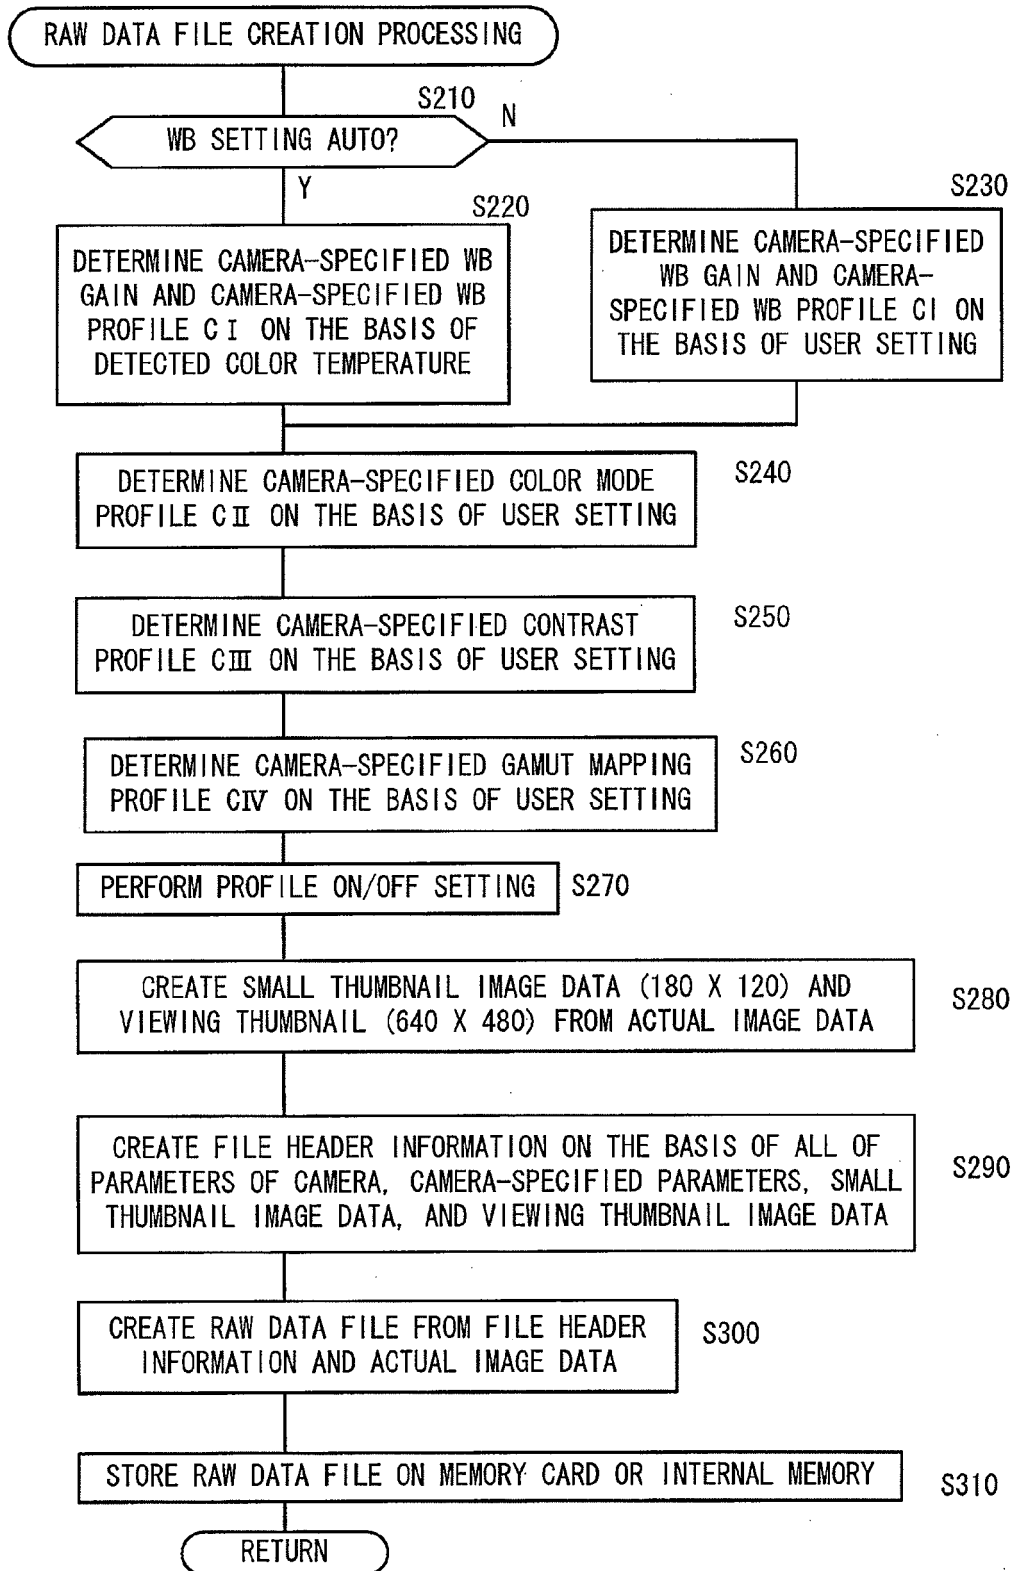 RAW DATA FILE CREATION PROCESSING
S210
N
WB SETTING AUTO?
Y
S220
S230
DETERMINE CAMERA-SPECIFIED WB
GAIN AND CAMERA-SPECIFIED WB
PROFILE CⅠ ON THE BASIS OF
DETECTED COLOR TEMPERATURE
DETERMINE CAMERA-SPECIFIED
WB GAIN AND CAMERA-
SPECIFIED WB PROFILE CI ON
THE BASIS OF USER SETTING
DETERMINE CAMERA-SPECIFIED COLOR MODE
PROFILE CⅡ ON THE BASIS OF USER SETTING
S240
DETERMINE CAMERA-SPECIFIED CONTRAST
PROFILE CⅢ ON THE BASIS OF USER SETTING
S250
DETERMINE CAMERA-SPECIFIED GAMUT MAPPING
PROFILE CⅣ ON THE BASIS OF USER SETTING
S260
PERFORM PROFILE ON/OFF SETTING
S270
CREATE SMALL THUMBNAIL IMAGE DATA (180 X 120) AND
VIEWING THUMBNAIL (640 X 480) FROM ACTUAL IMAGE DATA
S280
CREATE FILE HEADER INFORMATION ON THE BASIS OF ALL OF
PARAMETERS OF CAMERA, CAMERA-SPECIFIED PARAMETERS, SMALL
THUMBNAIL IMAGE DATA, AND VIEWING THUMBNAIL IMAGE DATA
S290
CREATE RAW DATA FILE FROM FILE HEADER
INFORMATION AND ACTUAL IMAGE DATA
S300
STORE RAW DATA FILE ON MEMORY CARD OR INTERNAL MEMORY
S310
RETURN